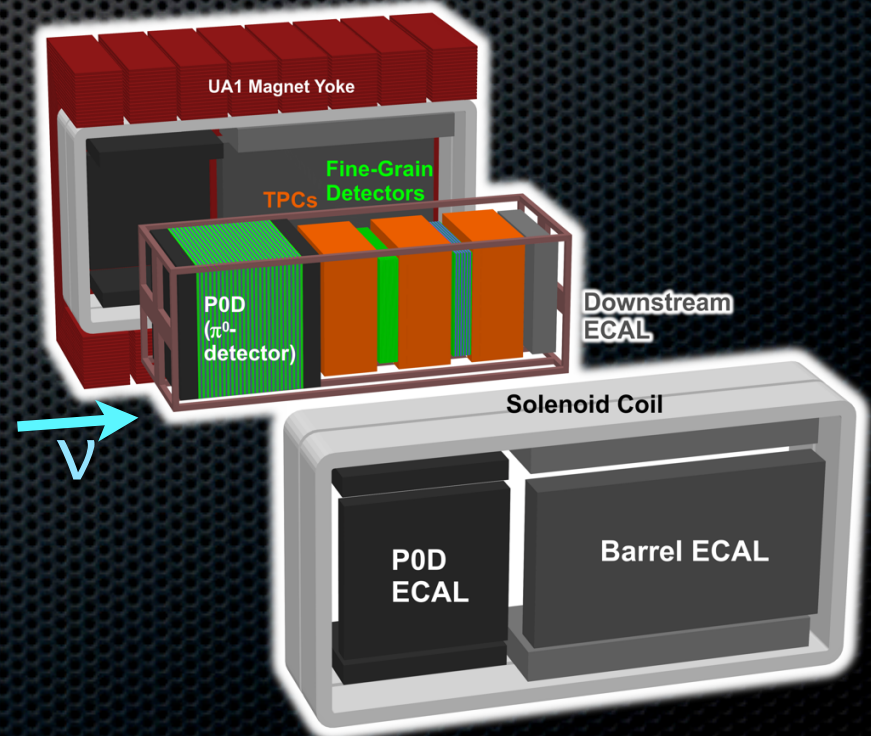 UA1 Magnet Yoke
Fine-Grain
Detectors
TPCs
P0D
(π⁰-
detector)
Downstream
ECAL
ν
Solenoid Coil
P0D
ECAL
Barrel ECAL